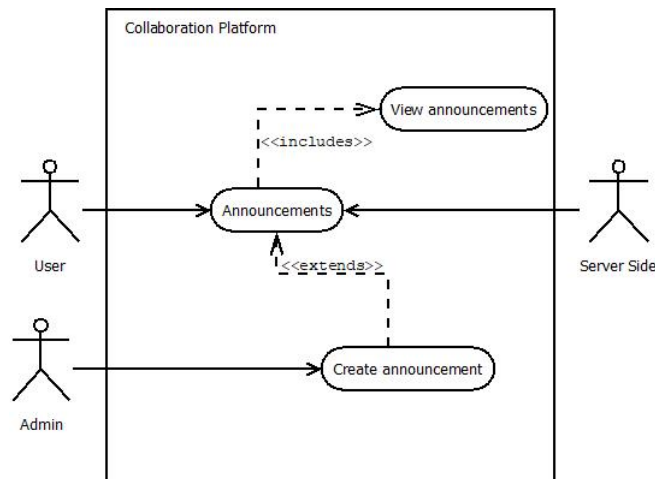 Collaboration Platform
View announcements
<<includes>>
Announcements
User
Server Side
<<extends>>
Create announcement
Admin